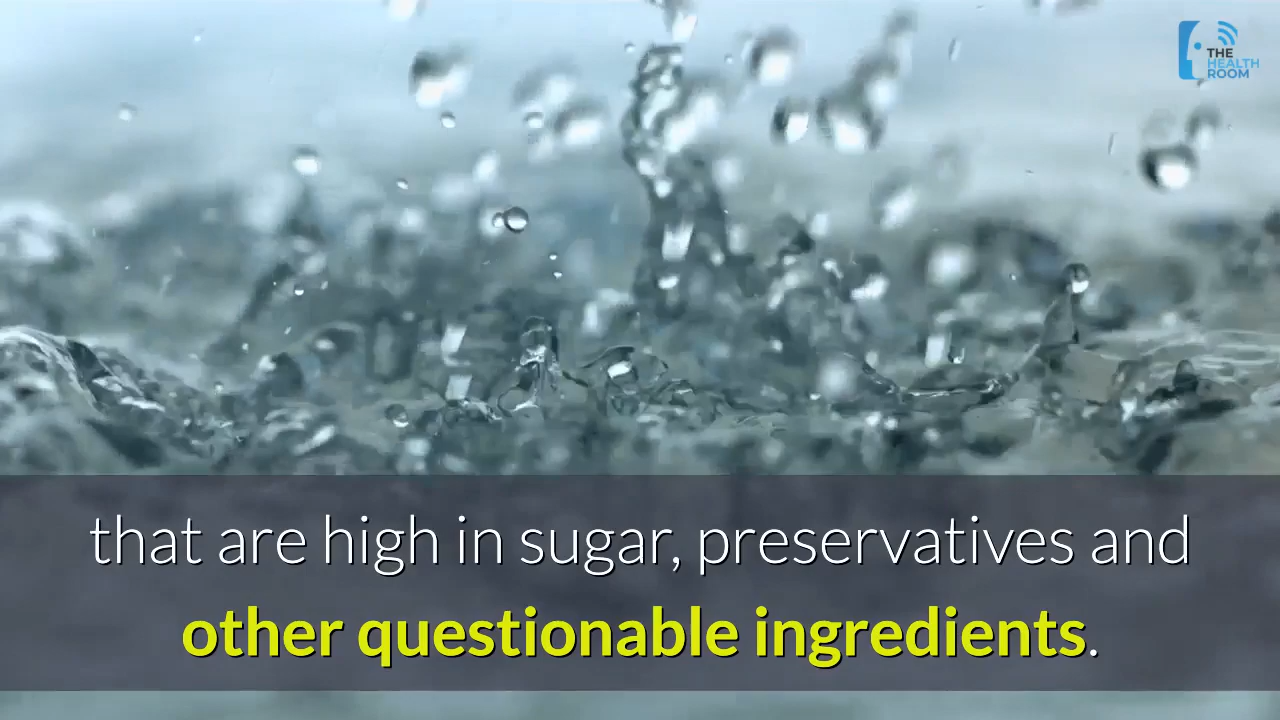 THE
HEALTH
ROOM
that are high in sugar, preservatives and
other questionable ingredients.